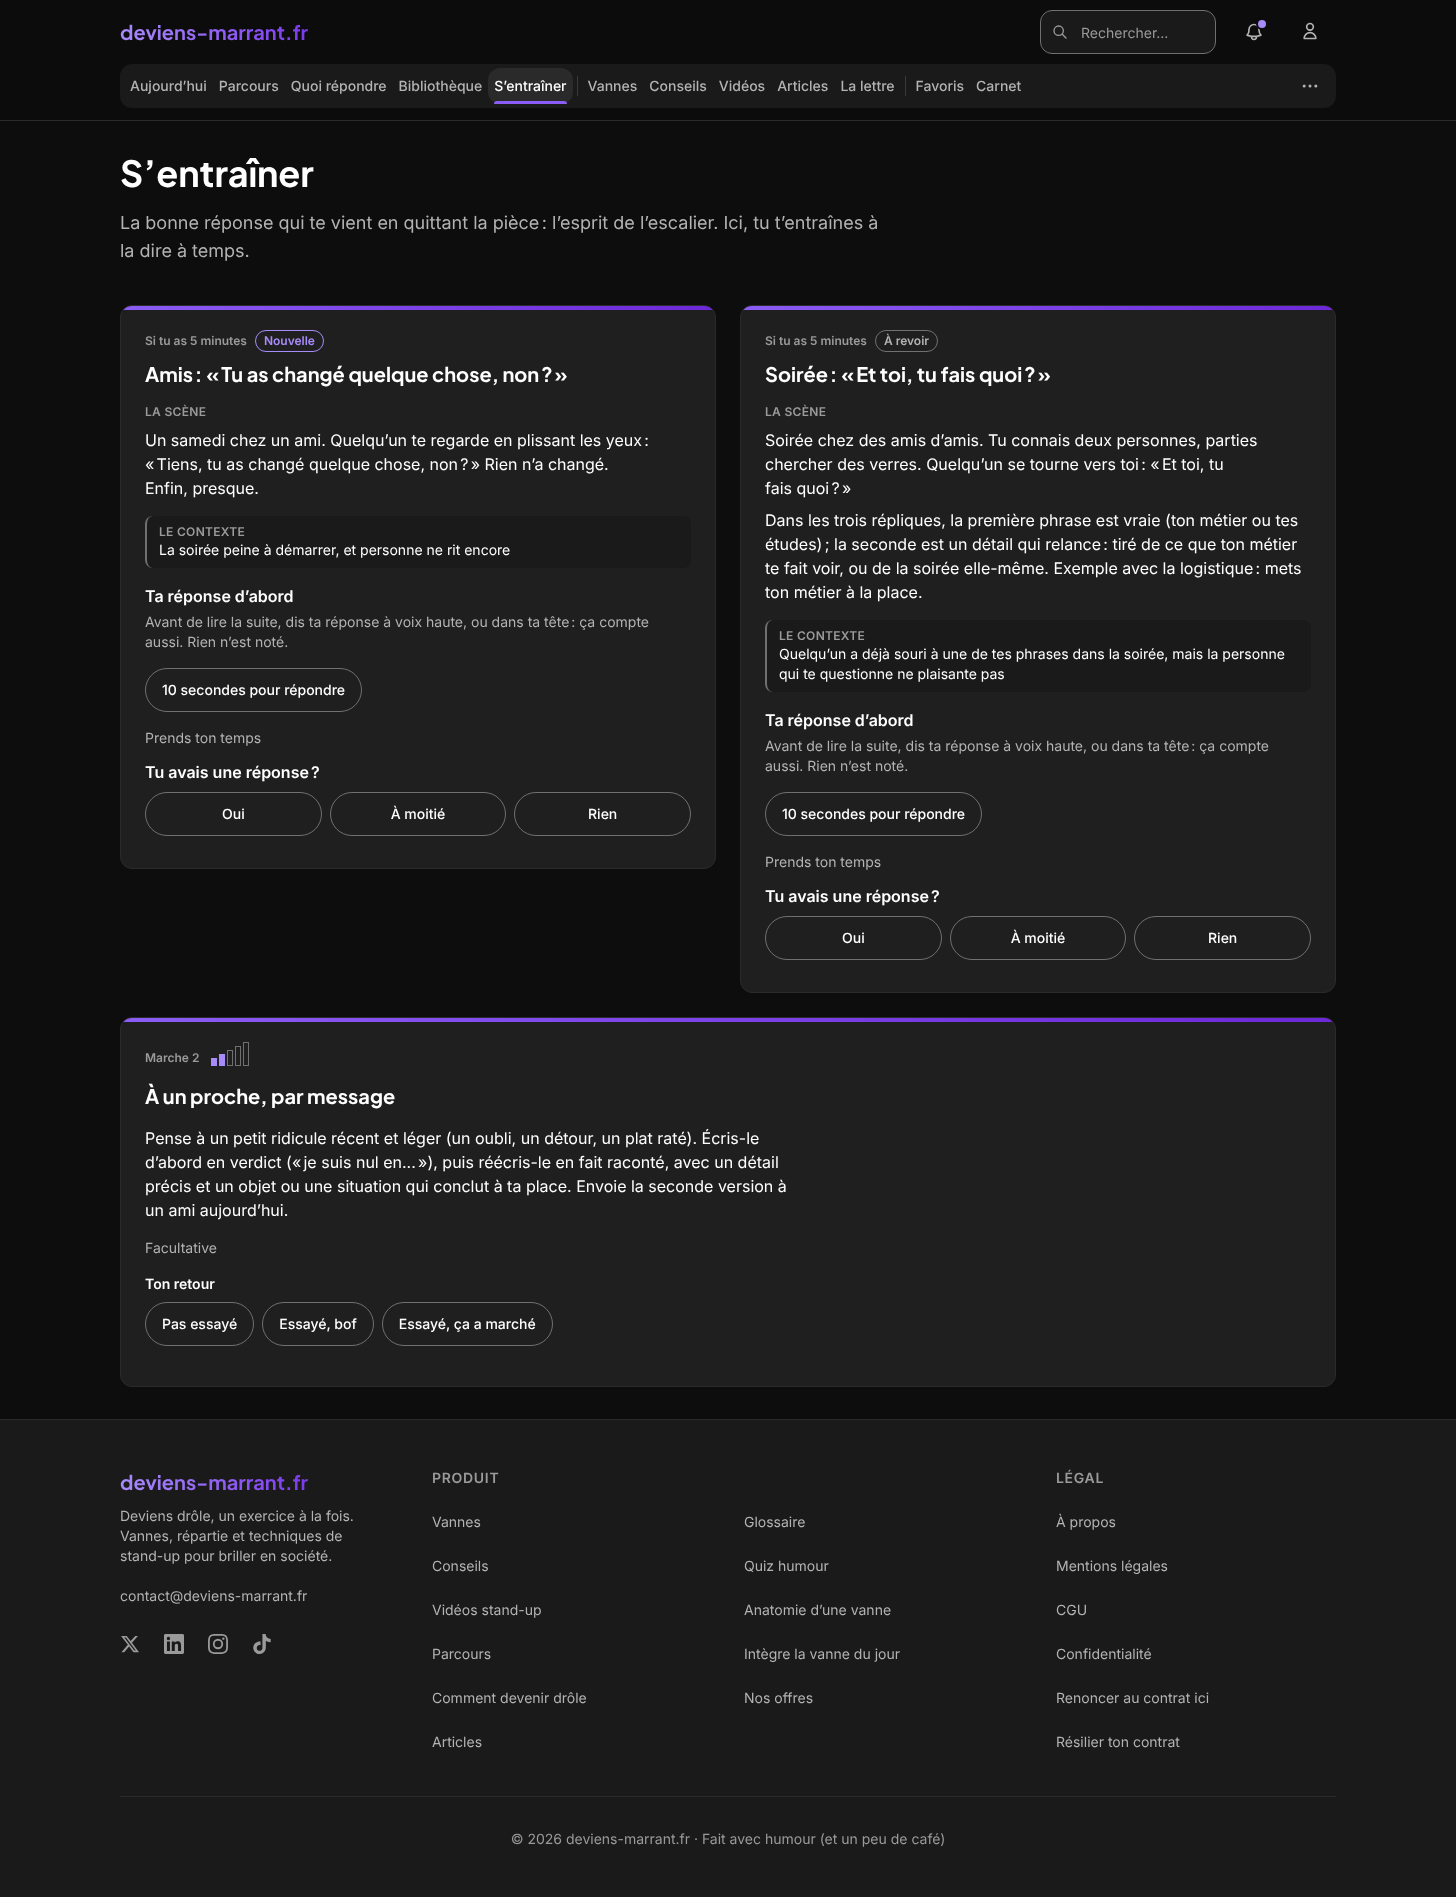 deviens-marrant.fr
Rechercher...
Aujourd’hui Parcours Quoi répondre Bibliothèque S’entraîner Vannes Conseils Vidéos Articles La lettre Favoris Carnet
S’entraîner
La bonne réponse qui te vient en quittant la pièce : l’esprit de l’escalier. Ici, tu t’entraînes à
la dire à temps.
Si tu as 5 minutes Nouvelle
Amis : « Tu as changé quelque chose, non ? »
LA SCÈNE
Un samedi chez un ami. Quelqu’un te regarde en plissant les yeux :
« Tiens, tu as changé quelque chose, non ? » Rien n’a changé.
Enfin, presque.
LE CONTEXTE
La soirée peine à démarrer, et personne ne rit encore
Ta réponse d’abord
Avant de lire la suite, dis ta réponse à voix haute, ou dans ta tête : ça compte
aussi. Rien n’est noté.
10 secondes pour répondre
Prends ton temps
Tu avais une réponse ?
Oui À moitié Rien
Si tu as 5 minutes À revoir
Soirée : « Et toi, tu fais quoi ? »
LA SCÈNE
Soirée chez des amis d’amis. Tu connais deux personnes, parties
chercher des verres. Quelqu’un se tourne vers toi : « Et toi, tu
fais quoi ? »
Dans les trois répliques, la première phrase est vraie (ton métier ou tes
études) ; la seconde est un détail qui relance : tiré de ce que ton métier
te fait voir, ou de la soirée elle-même. Exemple avec la logistique : mets
ton métier à la place.
LE CONTEXTE
Quelqu’un a déjà souri à une de tes phrases dans la soirée, mais la personne
qui te questionne ne plaisante pas
Ta réponse d’abord
Avant de lire la suite, dis ta réponse à voix haute, ou dans ta tête : ça compte
aussi. Rien n’est noté.
10 secondes pour répondre
Prends ton temps
Tu avais une réponse ?
Oui À moitié Rien
Marche 2
À un proche, par message
Pense à un petit ridicule récent et léger (un oubli, un détour, un plat raté). Écris-le
d’abord en verdict (« je suis nul en… »), puis réécris-le en fait raconté, avec un détail
précis et un objet ou une situation qui conclut à ta place. Envoie la seconde version à
un ami aujourd’hui.
Facultative
Ton retour
Pas essayé Essayé, bof Essayé, ça a marché
deviens-marrant.fr
Deviens drôle, un exercice à la fois.
Vannes, répartie et techniques de
stand-up pour briller en société.
contact@deviens-marrant.fr
PRODUIT
Vannes
Conseils
Vidéos stand-up
Parcours
Comment devenir drôle
Articles
Glossaire
Quiz humour
Anatomie d’une vanne
Intègre la vanne du jour
Nos offres
LÉGAL
À propos
Mentions légales
CGU
Confidentialité
Renoncer au contrat ici
Résilier ton contrat
© 2026 deviens-marrant.fr · Fait avec humour (et un peu de café)